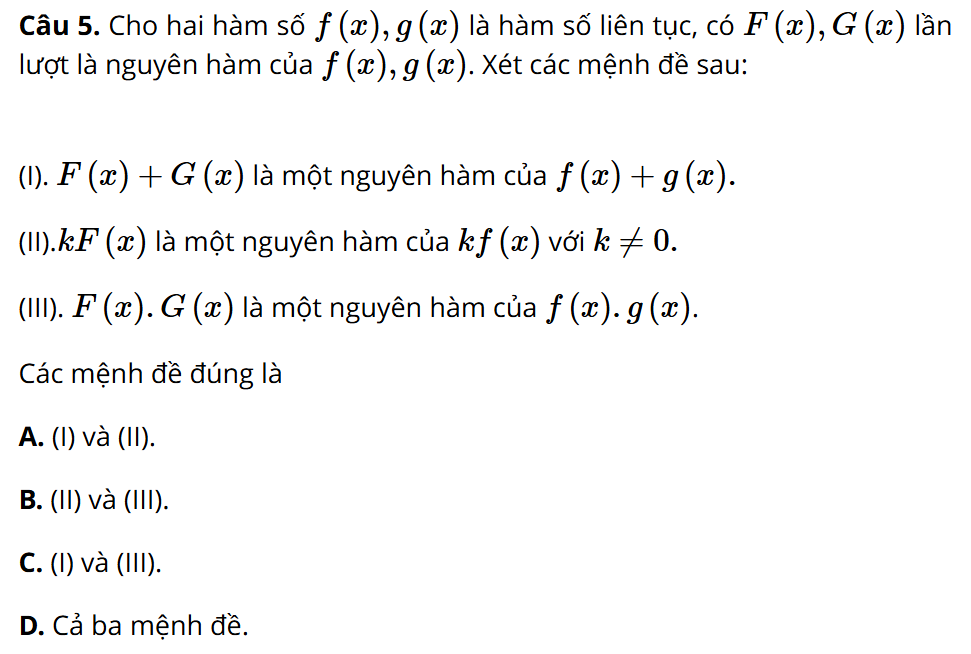 Câu 5. Cho hai hàm số f (x), g (x) là hàm số liên tục, có F (x), G (x) lần
lượt là nguyên hàm của f (x), g (x). Xét các mệnh đề sau:
(I). F (x) + G (x) là một nguyên hàm của f (x) + g (x).
(II).kF (x) là một nguyên hàm của kf (x) với k ≠ 0.
(III). F (x). G (x) là một nguyên hàm của f (x). g (x).
Các mệnh đề đúng là
A. (I) và (II).
B. (II) và (III).
C. (I) và (III).
D. Cả ba mệnh đề.